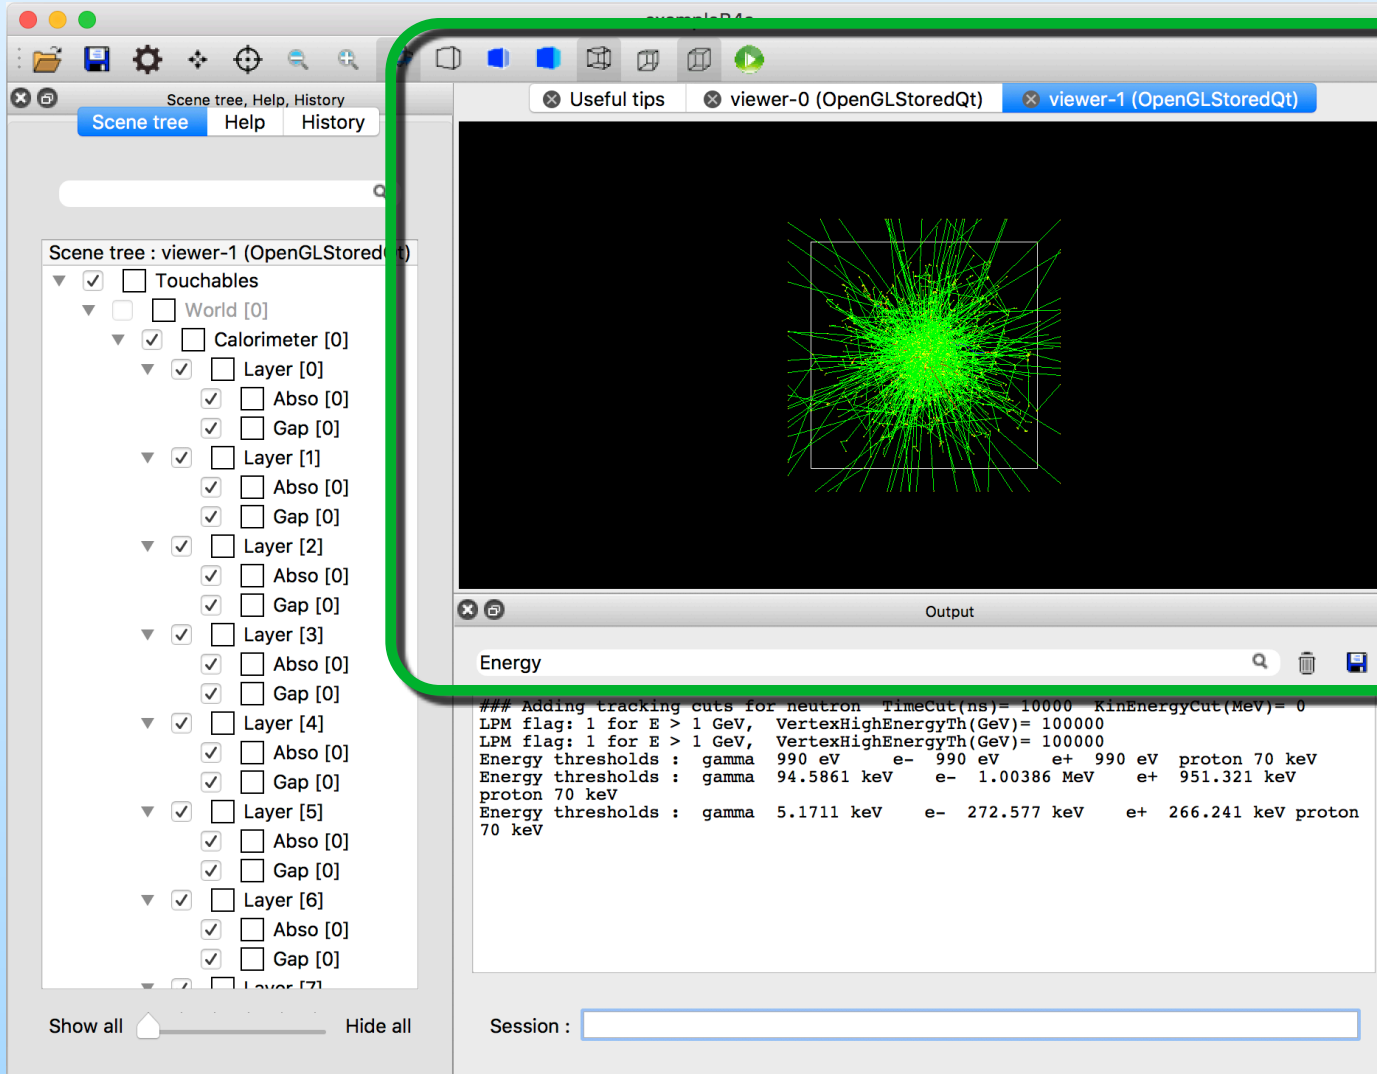 Scene tree, Help, History
Scene tree Help History
Useful tips viewer-0 (OpenGLStoredQt) viewer-1 (OpenGLStoredQt)
Scene tree : viewer-1 (OpenGLStoredQt)
Touchables
World [0]
Calorimeter [0]
Layer [0]
Abso [0]
Gap [0]
Layer [1]
Abso [0]
Gap [0]
Layer [2]
Abso [0]
Gap [0]
Layer [3]
Abso [0]
Gap [0]
Layer [4]
Abso [0]
Gap [0]
Layer [5]
Abso [0]
Gap [0]
Layer [6]
Abso [0]
Gap [0]
Layer [7]
Show all Hide all
Output
Energy
### Adding tracking cuts for neutron  TimeCut(ns)= 10000  KinEnergyCut(MeV)= 0
LPM flag: 1 for E > 1 GeV,  VertexHighEnergyTh(GeV)= 100000
LPM flag: 1 for E > 1 GeV,  VertexHighEnergyTh(GeV)= 100000
Energy thresholds :  gamma  990 eV     e-  990 eV     e+  990 eV  proton 70 keV
Energy thresholds :  gamma  94.5861 keV    e-  1.00386 MeV    e+  951.321 keV
proton 70 keV
Energy thresholds :  gamma  5.1711 keV    e-  272.577 keV    e+  266.241 keV proton
70 keV
Session :